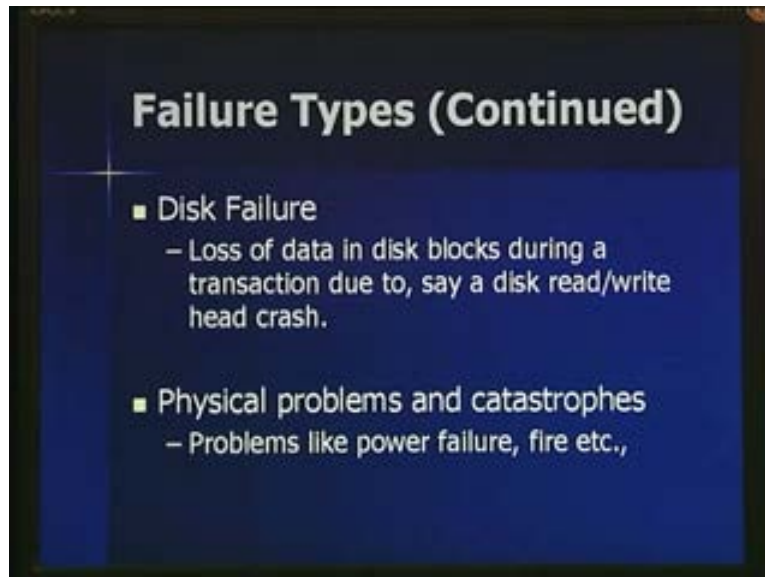 Failure Types (Continued)
■ Disk Failure
– Loss of data in disk blocks during a
transaction due to, say a disk read/write
head crash.
■ Physical problems and catastrophes
– Problems like power failure, fire etc.,